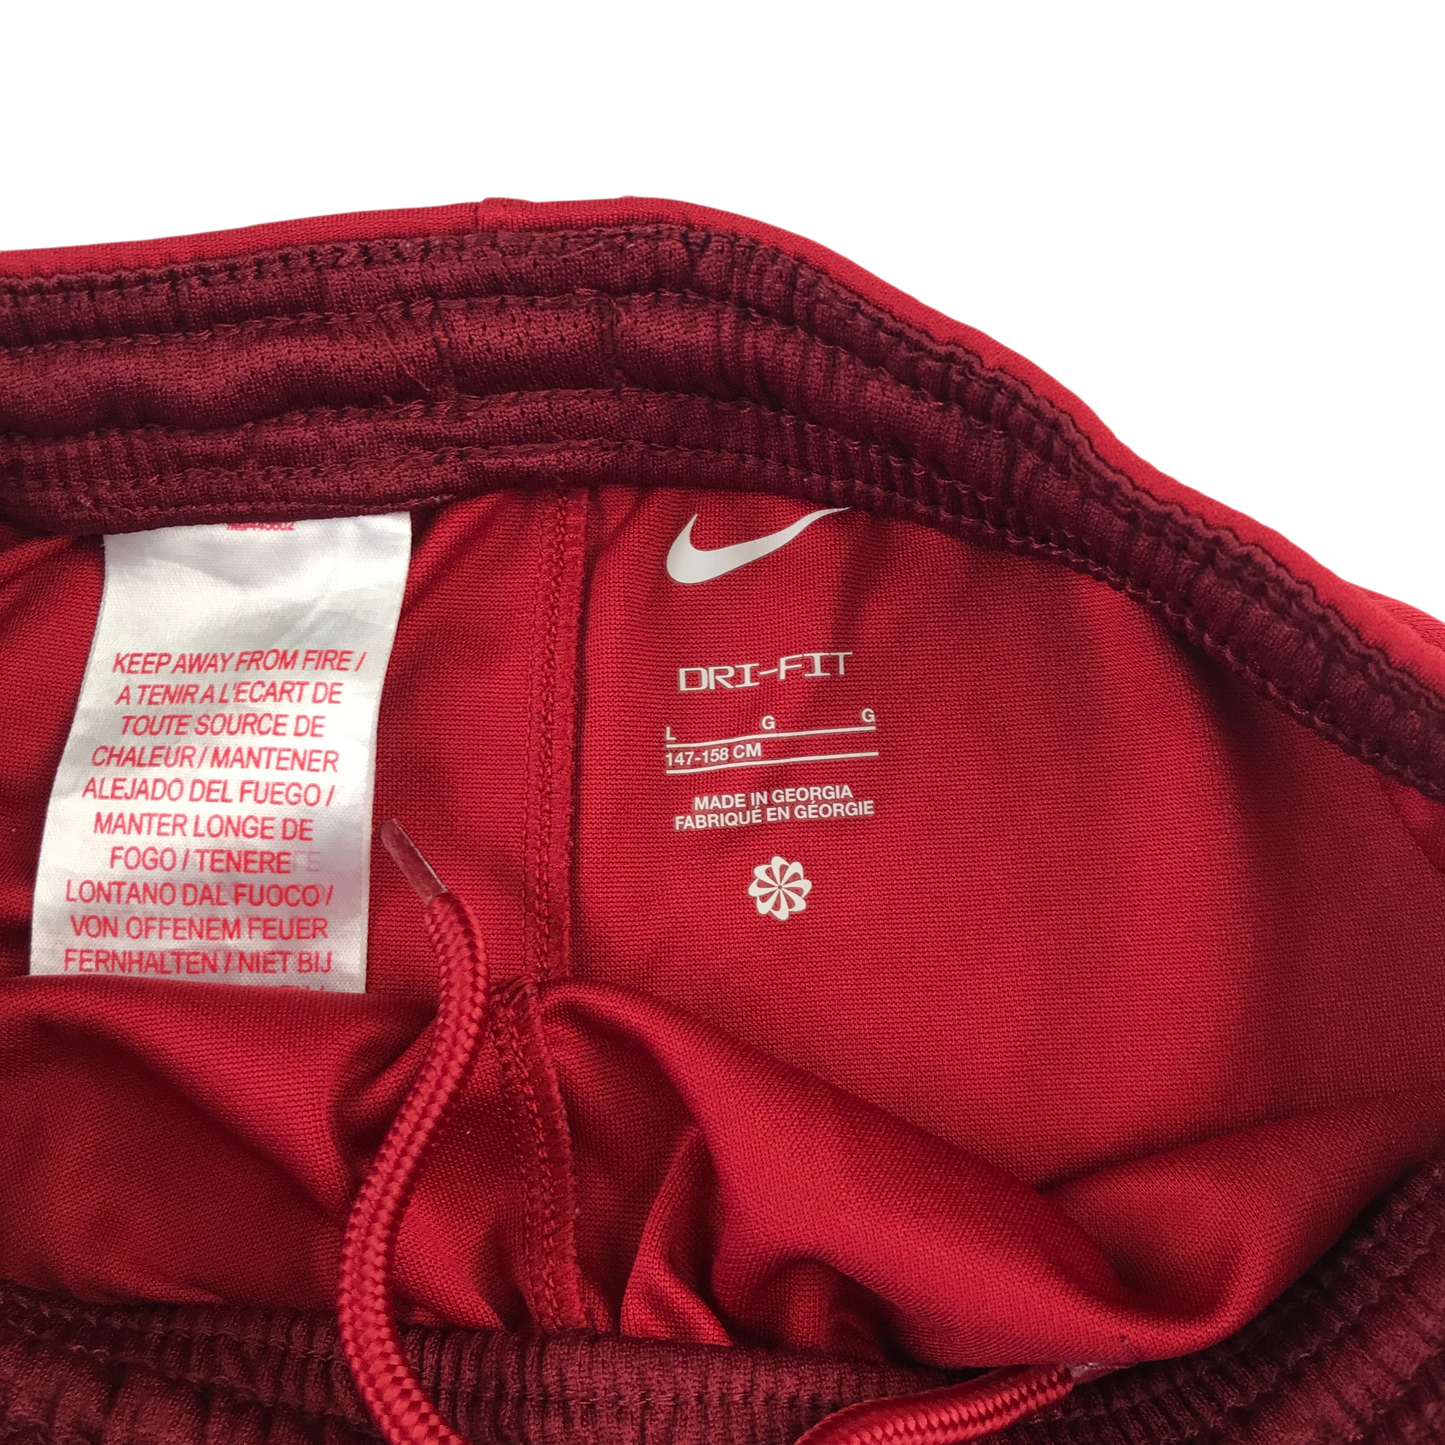 KEEP AWAY FROM FIRE /
A TENIR A L'ECART DE
TOUTE SOURCE DE
CHALEUR / MANTENER
ALEJADO DEL FUEGO /
MANTER LONGE DE
FOGO / TENERE
LONTANO DAL FUOCO /
VON OFFENEM FEUER
FERNHALTEN / NIET BIJ
DRI-FIT
L G G
147-158 CM
MADE IN GEORGIA
FABRIQUÉ EN GÉORGIE